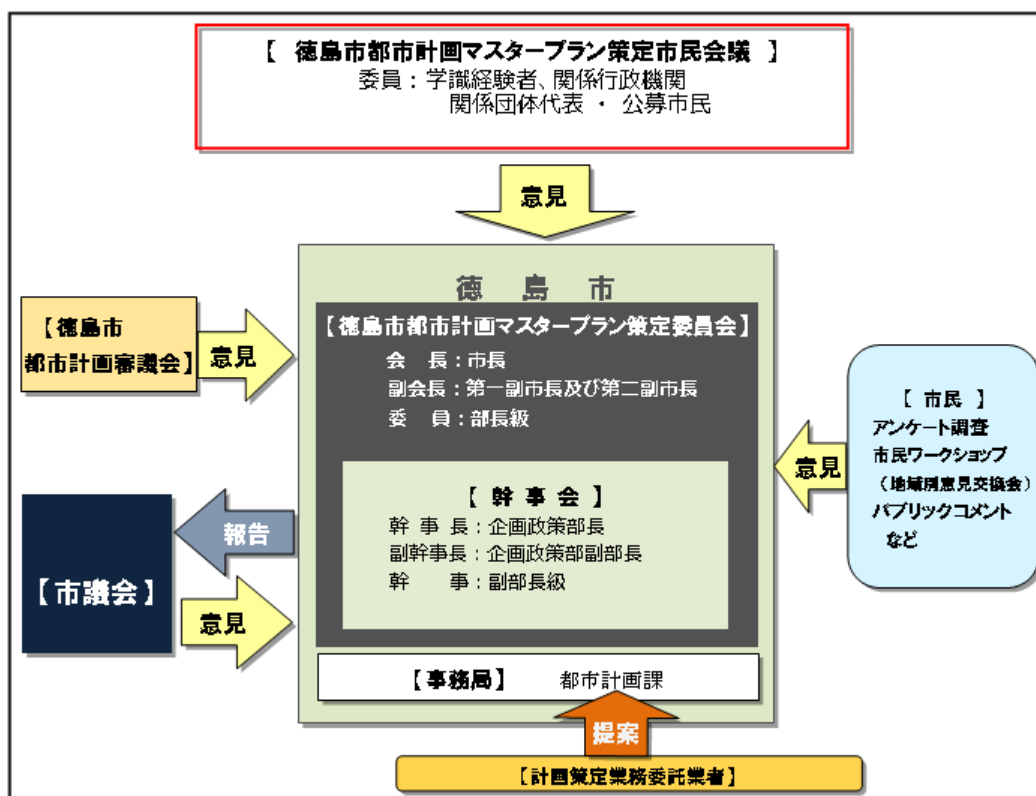 【 徳島市都市計画マスタープラン策定市民会議 】
委員：学識経験者、関係行政機関
関係団体代表 ・ 公募市民
意見
徳島市
【徳島市都市計画マスタープラン策定委員会】
会　長：市長
副会長：第一副市長及び第二副市長
委　員：部長級
【 幹 事 会 】
幹 事 長：企画政策部長
副幹事長：企画政策部副部長
幹　　事：副部長級
【事務局】　都市計画課
【徳島市
都市計画審議会】
意見
報告
【市議会】
意見
意見
【 市民 】
アンケート調査
市民ワークショップ
（地域別意見交換会）
パブリックコメント
など
提案
【計画策定業務委託業者】